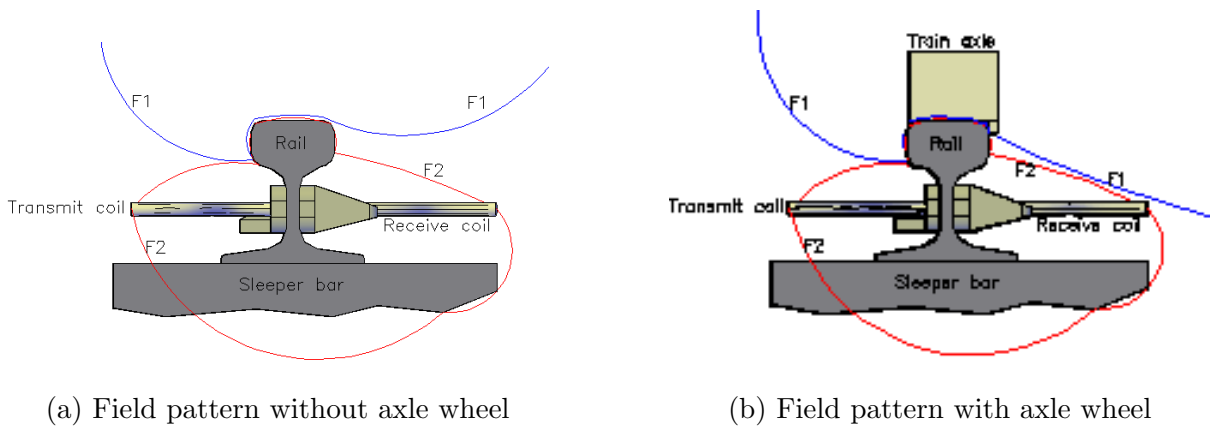 F1
F1
Rail
F2
Transmit coil
Receive coil
F2
Sleeper bar
(a) Field pattern without axle wheel
Train axle
F1
Rail
F2
F1
Transmit coil
Receive coil
F2
Sleeper bar
(b) Field pattern with axle wheel